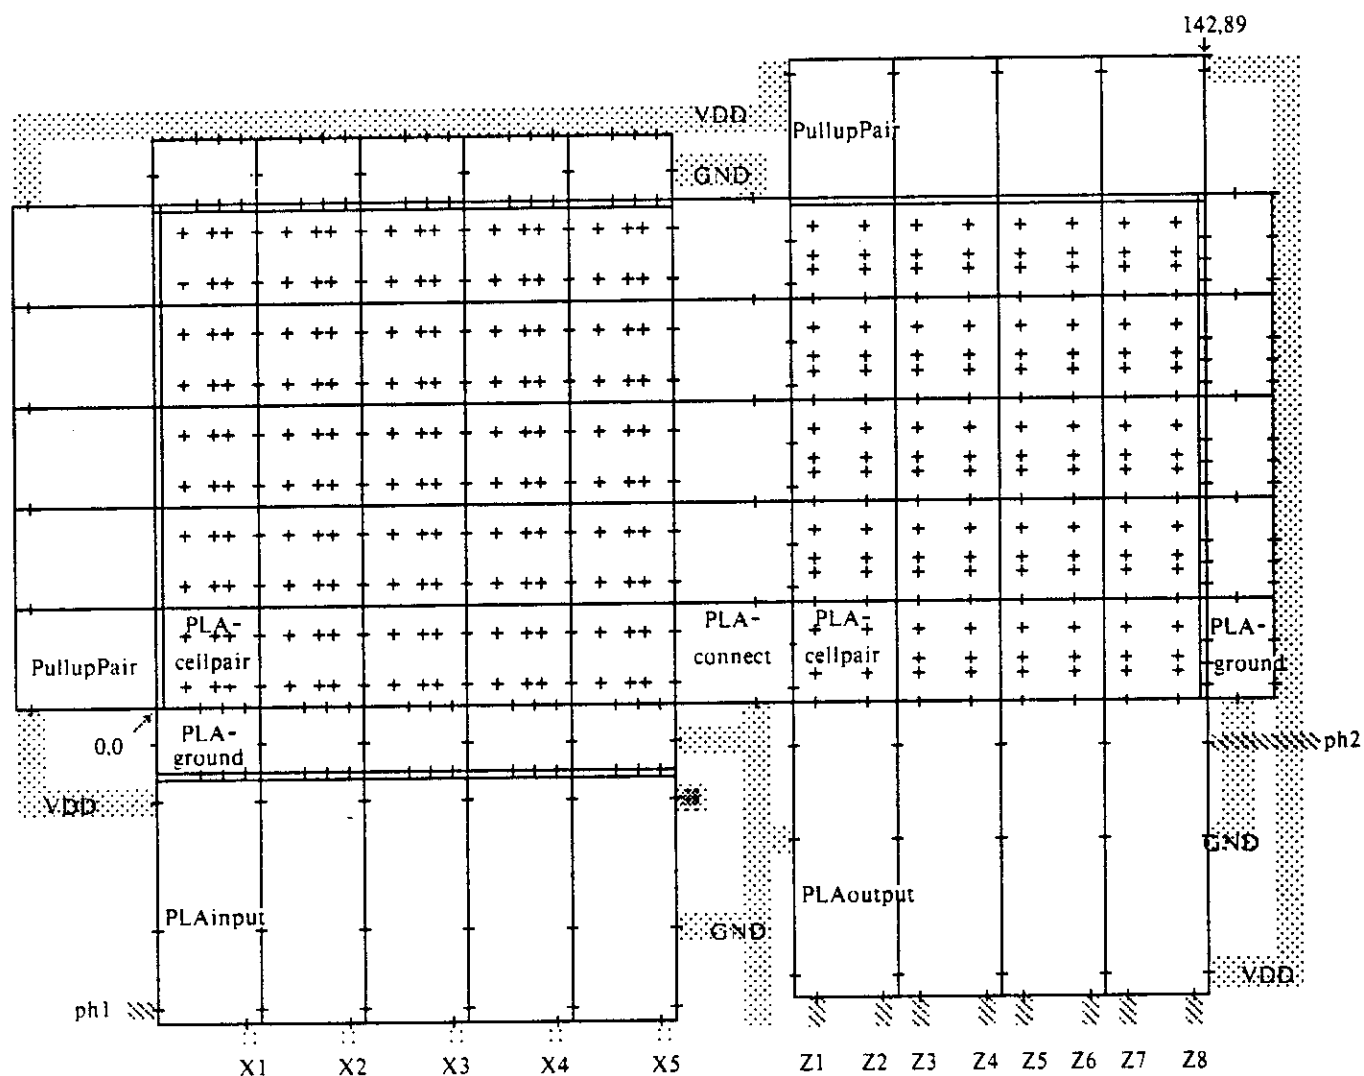 142,89
VDD
PullupPair
GND
PLA-
cellpair
PullupPair
PLA-
connect
PLA-
cellpair
PLA-
ground
0,0
PLA-
ground
ph2
VDD
GND
PLAinput
PLAoutput
GND
VDD
ph1
X1 X2 X3 X4 X5 Z1 Z2 Z3 Z4 Z5 Z6 Z7 Z8